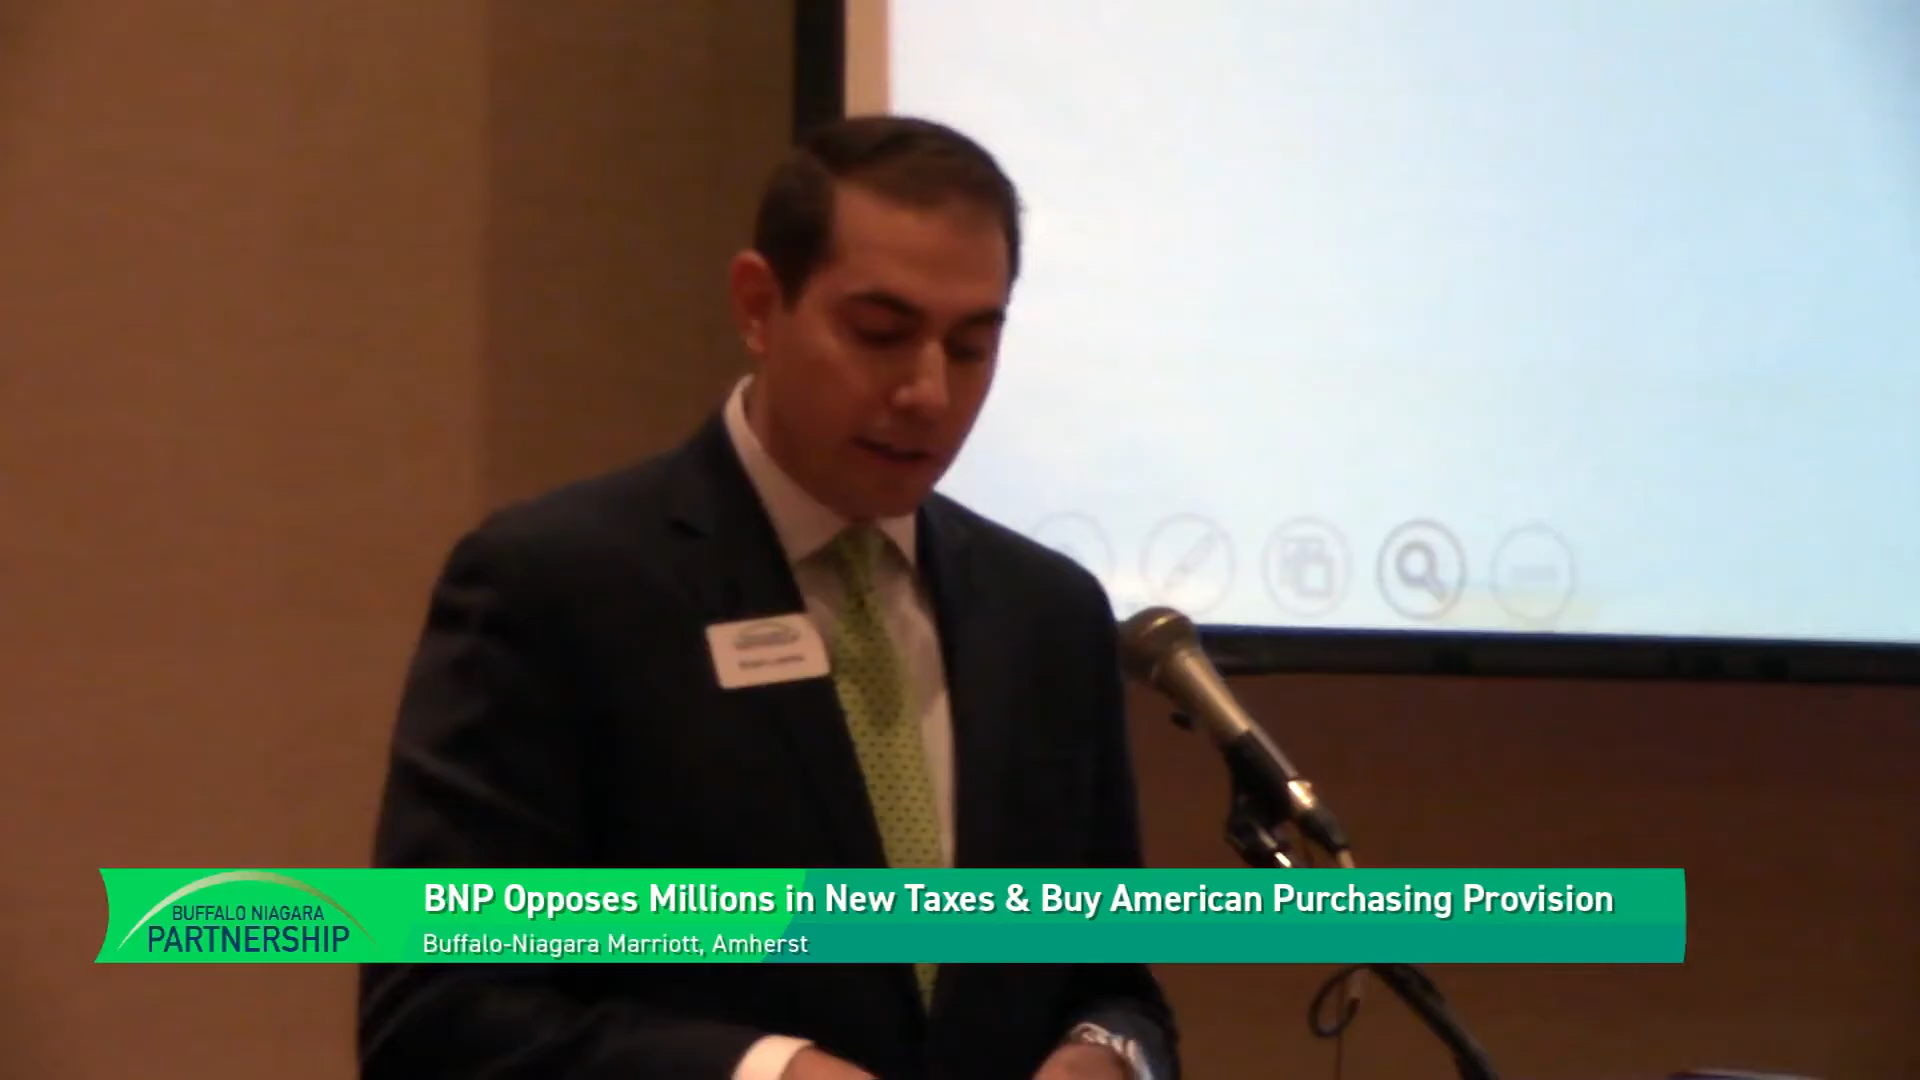 BUFFALO NIAGARA
PARTNERSHIP
BNP Opposes Millions in New Taxes & Buy American Purchasing Provision
Buffalo-Niagara Marriott, Amherst